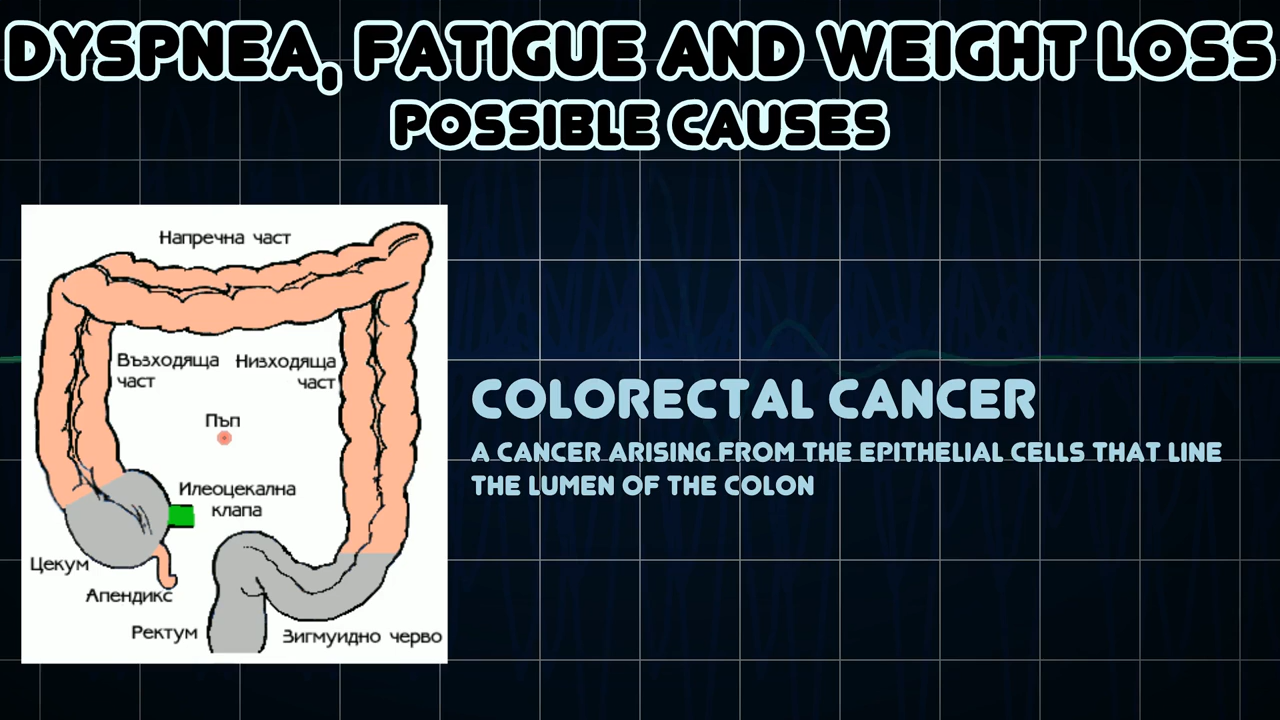 DYSPNEA, FATIGUE AND WEIGHT LOSS
POSSIBLE CAUSES
Напречна част
Възходяща
част
Низходяща
част
Пъп
Илеоцекална
клапа
Цекум
Апендикс
Ректум
Зигмуидно черво
COLORECTAL CANCER
A CANCER ARISING FROM THE EPITHELIAL CELLS THAT LINE
THE LUMEN OF THE COLON